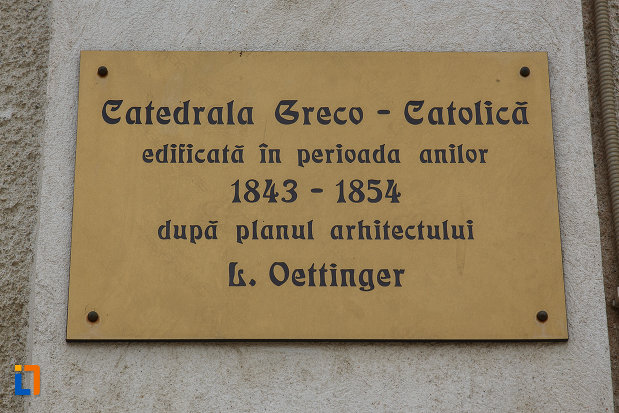 Catedrala Greco - Catolică
edificată în perioada anilor
1843 - 1854
după planul arhitectului
L. Oettinger